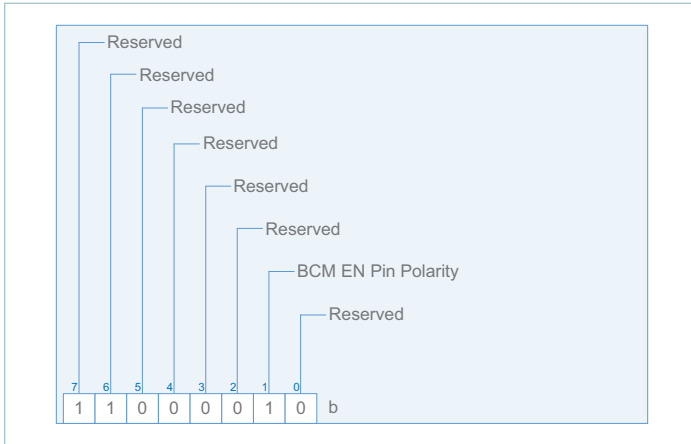 Reserved
Reserved
Reserved
Reserved
Reserved
Reserved
BCM EN Pin Polarity
Reserved
7 6 5 4 3 2 1 0
1 1 0 0 0 0 1 0 b